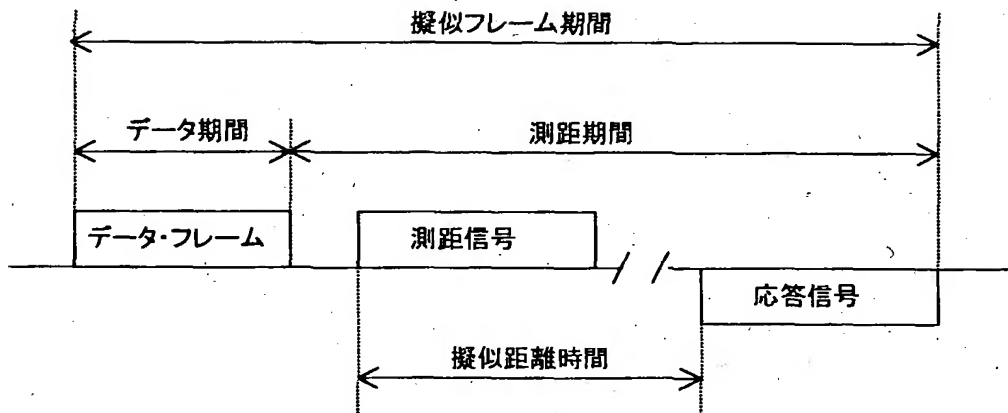 擬似フレーム期間
データ期間
測距期間
データ・フレーム
測距信号
応答信号
擬似距離時間